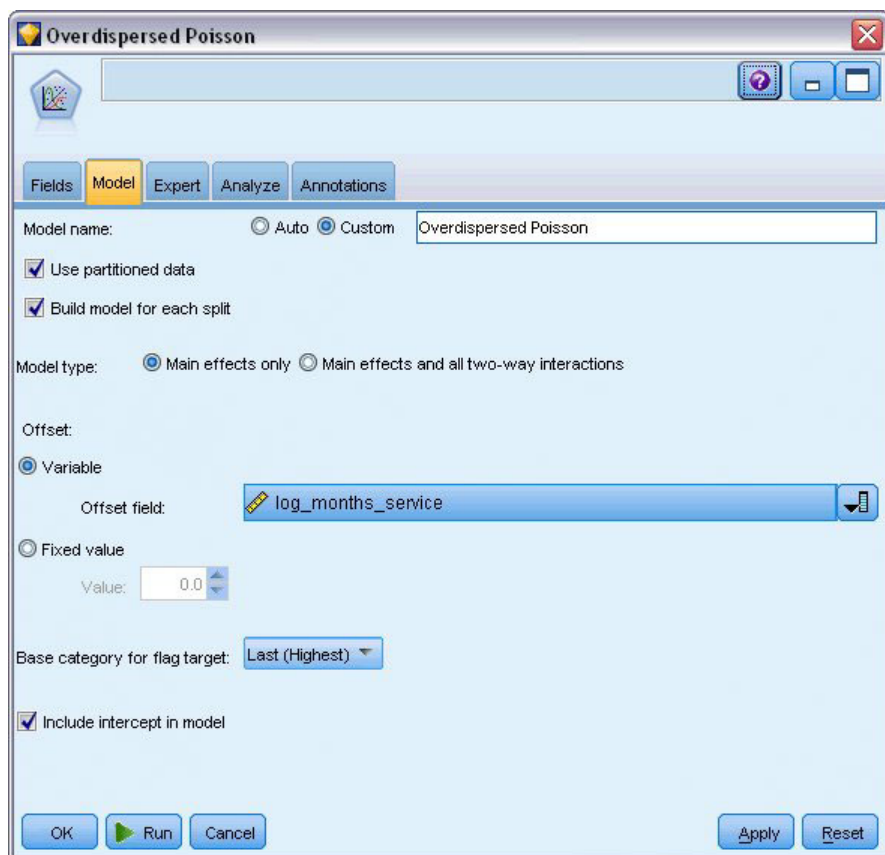 Overdispersed Poisson
Fields Model Expert Analyze Annotations
Model name: Auto Custom Overdispersed Poisson
Use partitioned data
Build model for each split
Model type: Main effects only Main effects and all two-way interactions
Offset:
Variable
Offset field: log_months_service
Fixed value
Value: 0.0
Base category for flag target: Last (Highest)
Include intercept in model
OK Run Cancel Apply Reset